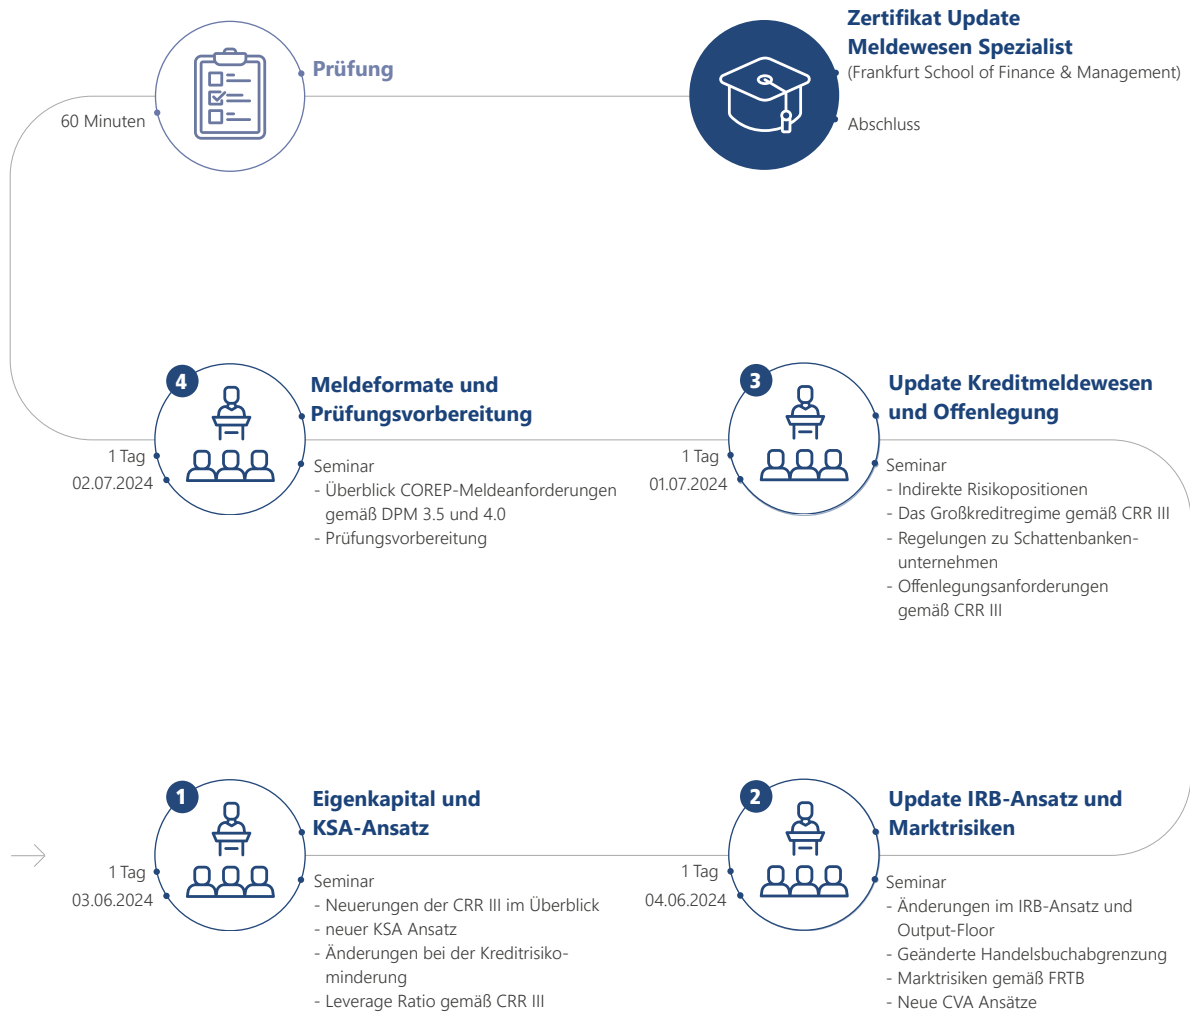 Prüfung
60 Minuten
Zertifikat Update
Meldewesen Spezialist
(Frankfurt School of Finance & Management)
Abschluss
4
Meldeformate und
Prüfungsvorbereitung
1 Tag
02.07.2024
Seminar
- Überblick COREP-Meldeanforderungen
gemäß DPM 3.5 und 4.0
- Prüfungsvorbereitung
3
Update Kreditmeldewesen
und Offenlegung
1 Tag
01.07.2024
Seminar
- Indirekte Risikopositionen
- Das Großkreditregime gemäß CRR III
- Regelungen zu Schattenbanken-
unternehmen
- Offenlegungsanforderungen
gemäß CRR III
1
Eigenkapital und
KSA-Ansatz
1 Tag
03.06.2024
Seminar
- Neuerungen der CRR III im Überblick
- neuer KSA Ansatz
- Änderungen bei der Kreditrisiko-
minderung
- Leverage Ratio gemäß CRR III
2
Update IRB-Ansatz und
Marktrisiken
1 Tag
04.06.2024
Seminar
- Änderungen im IRB-Ansatz und
Output-Floor
- Geänderte Handelsbuchabgrenzung
- Marktrisiken gemäß FRTB
- Neue CVA Ansätze